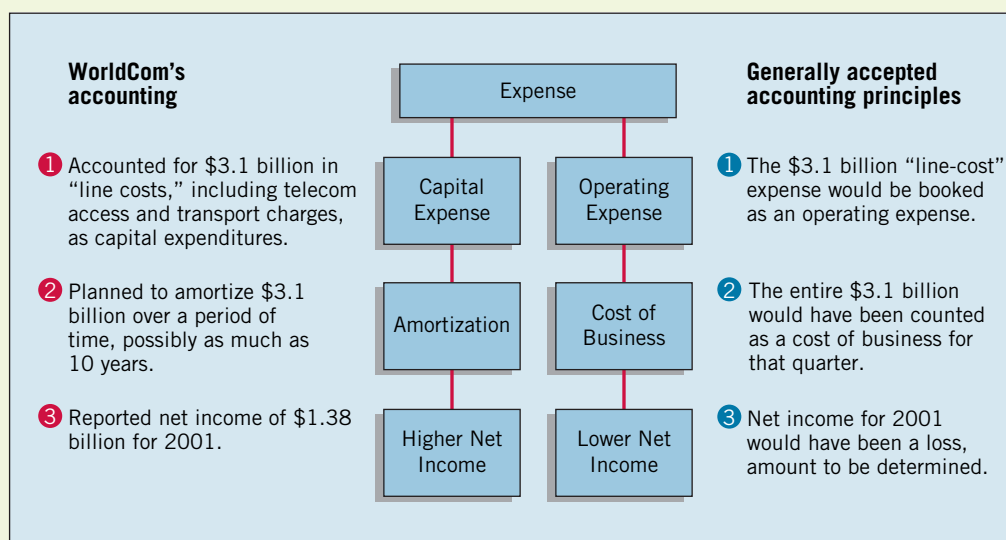 WorldCom's
accounting
1 Accounted for $3.1 billion in
"line costs," including telecom
access and transport charges,
as capital expenditures.
2 Planned to amortize $3.1
billion over a period of
time, possibly as much as
10 years.
3 Reported net income of $1.38
billion for 2001.
Expense
Capital
Expense
Operating
Expense
Amortization
Cost of
Business
Higher Net
Income
Lower Net
Income
Generally accepted
accounting principles
1 The $3.1 billion "line-cost"
expense would be booked
as an operating expense.
2 The entire $3.1 billion
would have been counted
as a cost of business for
that quarter.
3 Net income for 2001
would have been a loss,
amount to be determined.